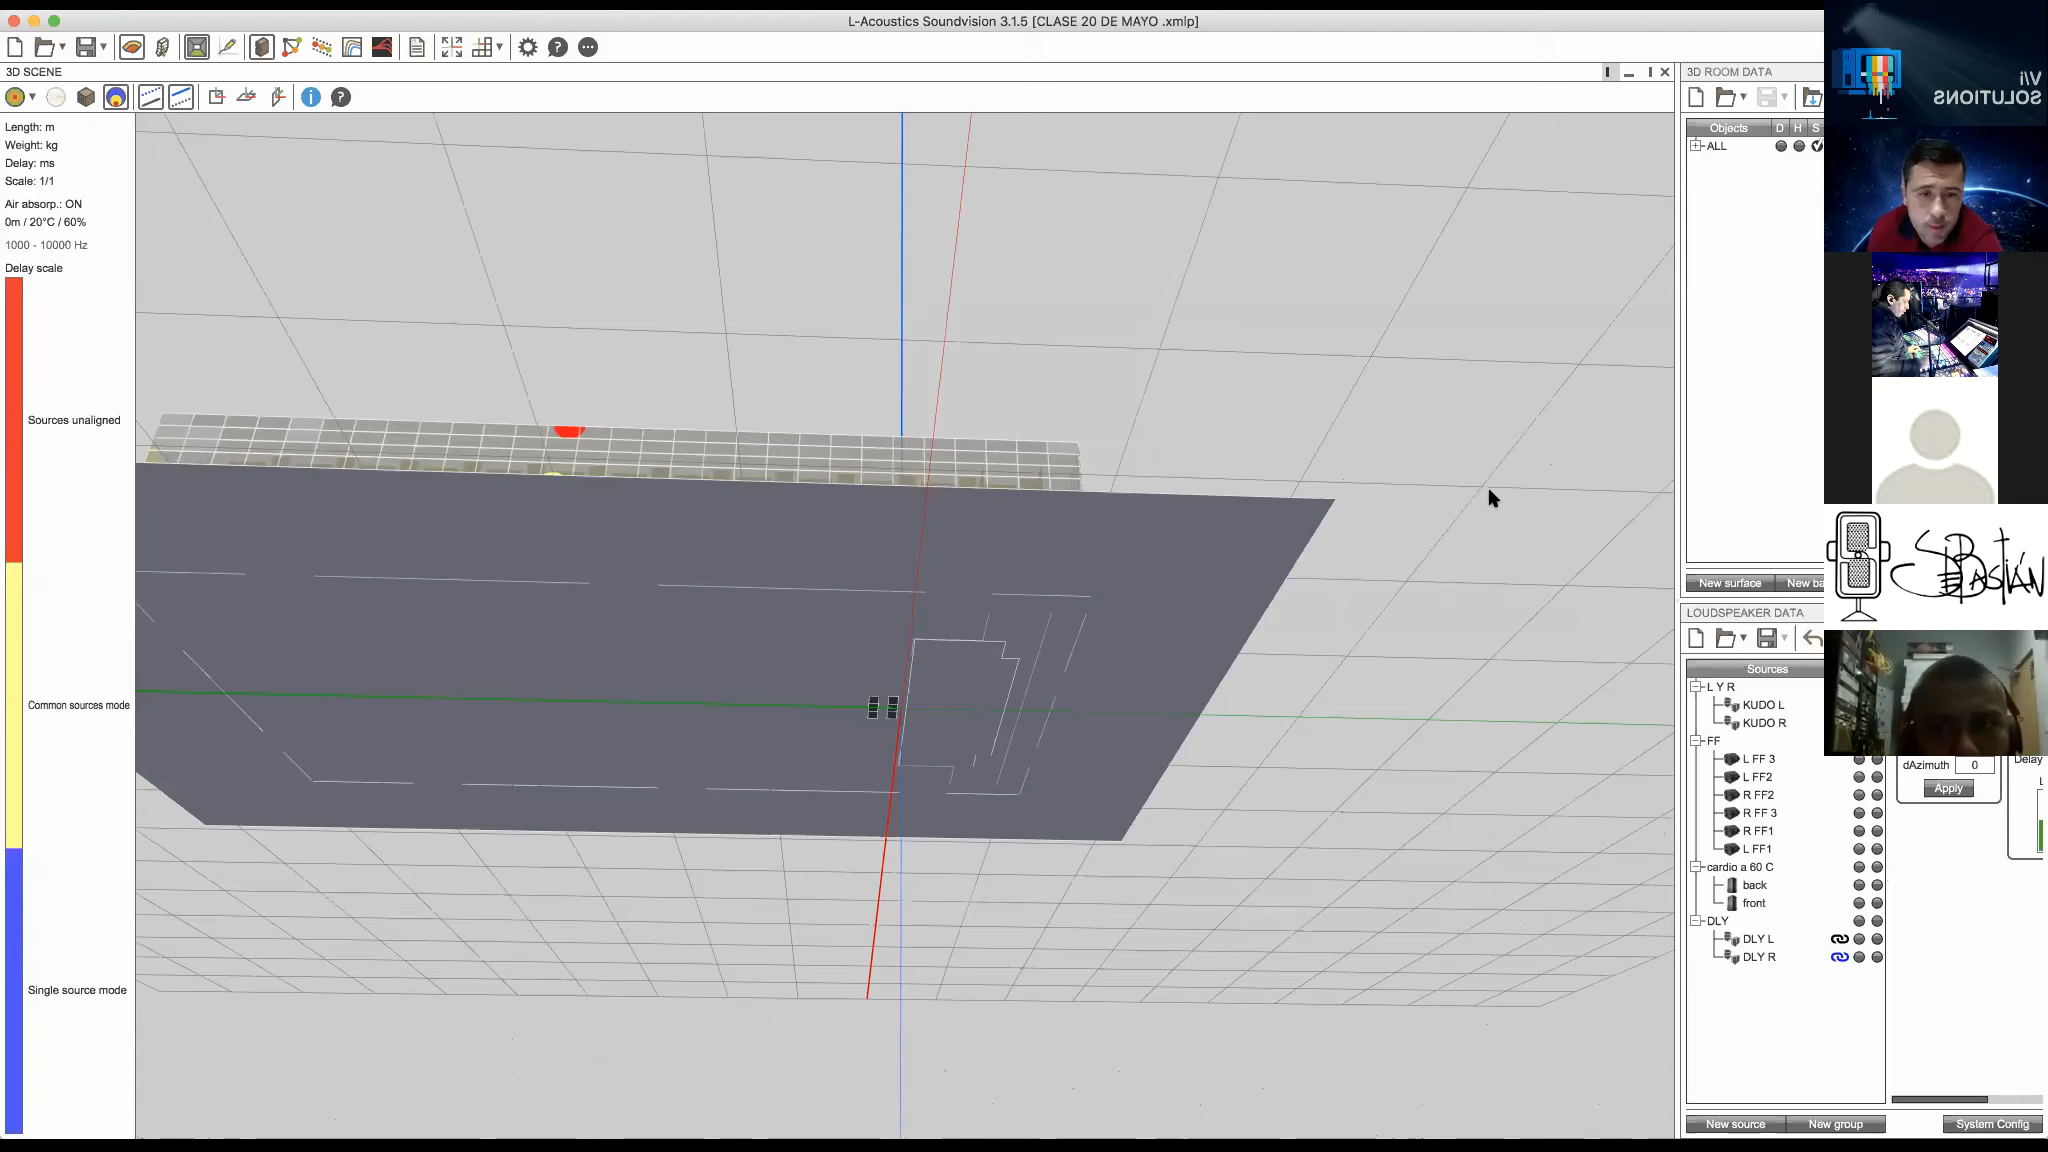 L-Acoustics Soundvision 3.1.5 [CLASE 20 DE MAYO .xmlp]
3D SCENE
Length: m
Weight: kg
Delay: ms
Scale: 1/1
Air absorp.: ON
0m / 20°C / 60%
1000 - 10000 Hz
Delay scale
Sources unaligned
Common sources mode
Single source mode
3D ROOM DATA
Objects D H S
ALL
New surface New ba
LOUDSPEAKER DATA
Sources
L Y R
KUDO L
KUDO R
FF
L FF 3
L FF2
R FF2
R FF 3
R FF1
L FF1
cardio a 60 C
back
front
DLY
DLY L
DLY R
dAzimuth 0
Apply
Delay
L
New source New group System Config
Vi/
SOLUTIONS
SEBASTIÁN